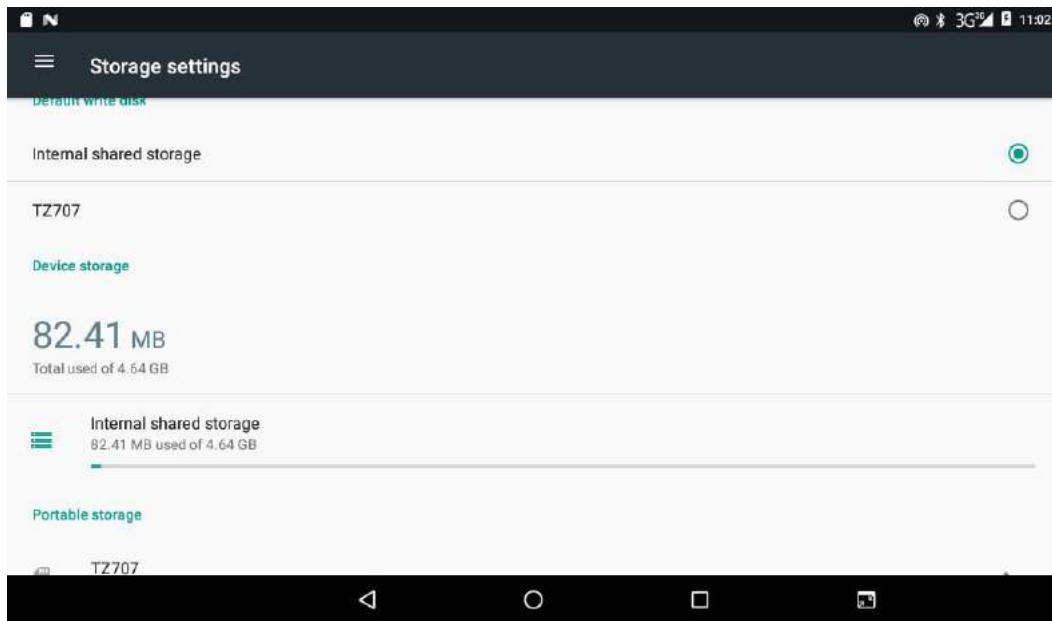 3G 3G 11:02
Storage settings
Default write disk
Internal shared storage
TZ707
Device storage
82.41 MB
Total used of 4.64 GB
Internal shared storage
82.41 MB used of 4.64 GB
Portable storage
TZ707